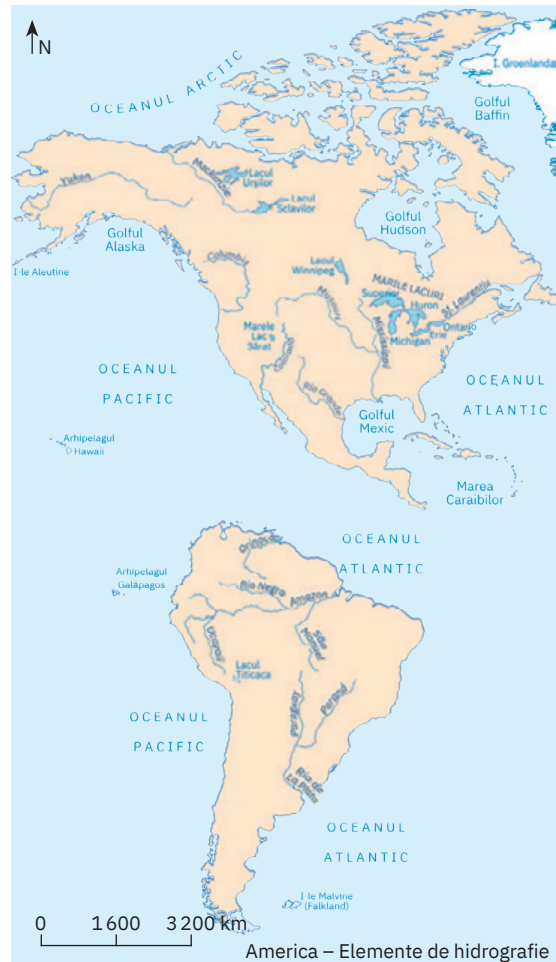 N
OCEANUL ARCTIC
I. Groenlanda
Golful
Baffin
Yukon
Mackenzie
Lacul
Urșilor
Lacul
Sclavilor
Golful
Alaska
Golful
Hudson
I-le Aleutine
Columbia
Lacul
Winnipeg
MARILE LACURI
Superior
Huron
Sf. Laurențiu
Ontario
Erie
Michigan
Missouri
Mississippi
Marele
Lac
Sărat
Colorado
Rio Grande
OCEANUL
PACIFIC
OCEANUL
ATLANTIC
Golful
Mexic
Arhipelagul
Hawaii
Marea
Caraibilor
OCEANUL
ATLANTIC
Orinoco
Arhipelagul
Galápagos
Rio Negro
Amazon
Ucayali
São
Manuel
Lacul
Titicaca
Paraguay
Paraná
OCEANUL
PACIFIC
Rio de
La Plata
OCEANUL
ATLANTIC
I-le Malvine
(Falkland)
0 1600 3200 km
America – Elemente de hidrografie